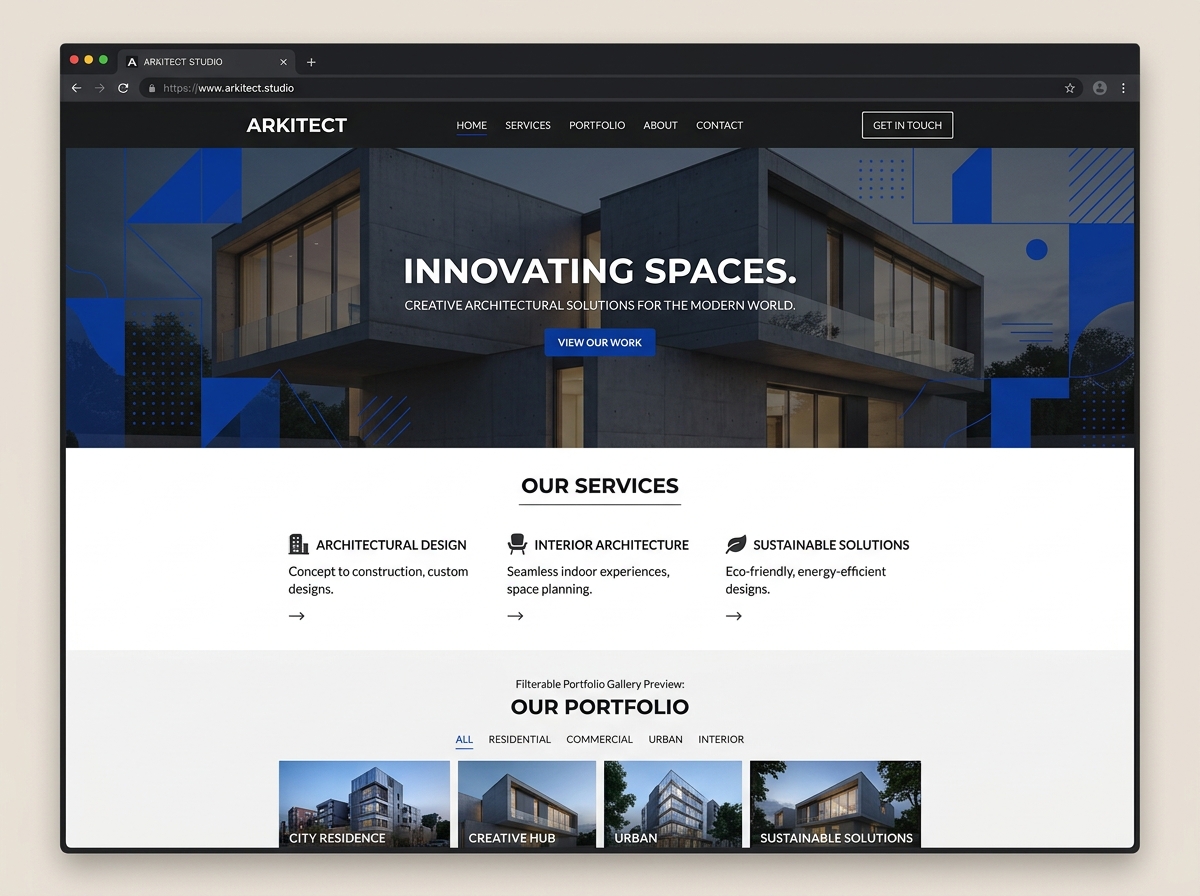 A ARKITECT STUDIO
https://www.arkitect.studio
ARKITECT
HOME SERVICES PORTFOLIO ABOUT CONTACT
GET IN TOUCH
INNOVATING SPACES.
CREATIVE ARCHITECTURAL SOLUTIONS FOR THE MODERN WORLD.
VIEW OUR WORK
OUR SERVICES
ARCHITECTURAL DESIGN
Concept to construction, custom
designs.
INTERIOR ARCHITECTURE
Seamless indoor experiences,
space planning.
SUSTAINABLE SOLUTIONS
Eco-friendly, energy-efficient
designs.
Filterable Portfolio Gallery Preview:
OUR PORTFOLIO
ALL RESIDENTIAL COMMERCIAL URBAN INTERIOR
CITY RESIDENCE
CREATIVE HUB
URBAN
SUSTAINABLE SOLUTIONS